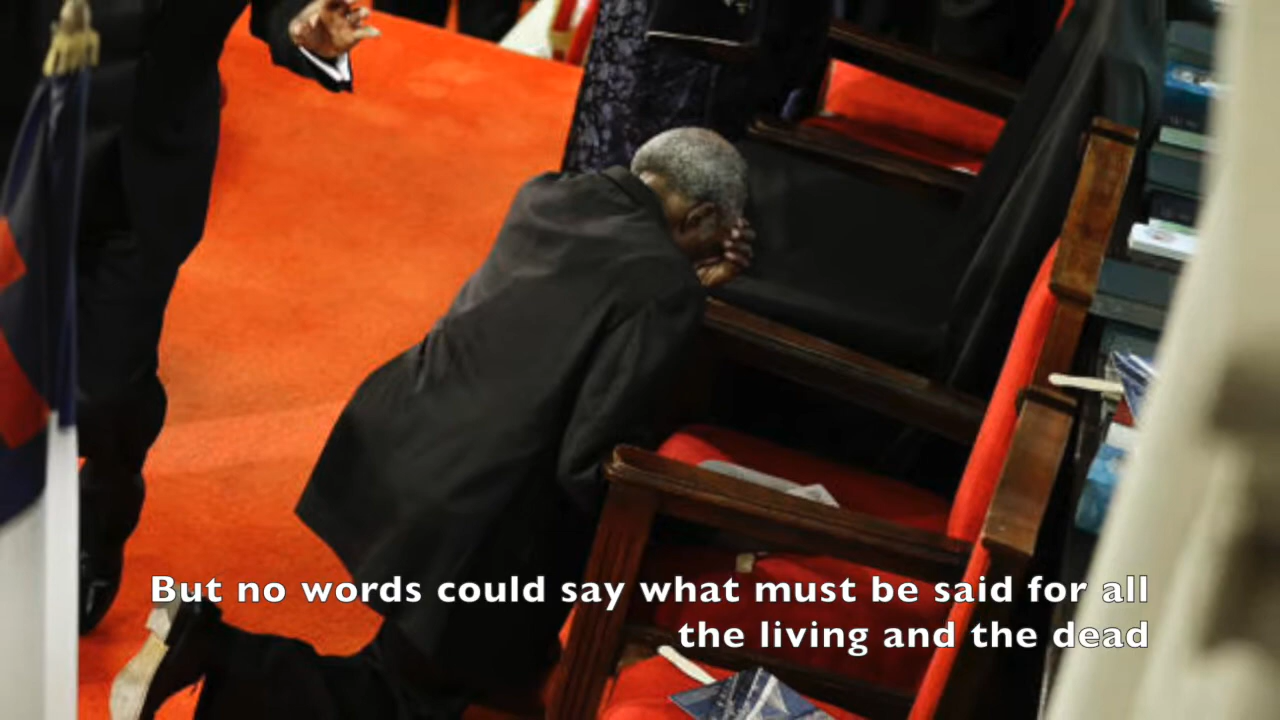 But no words could say what must be said for all
the living and the dead